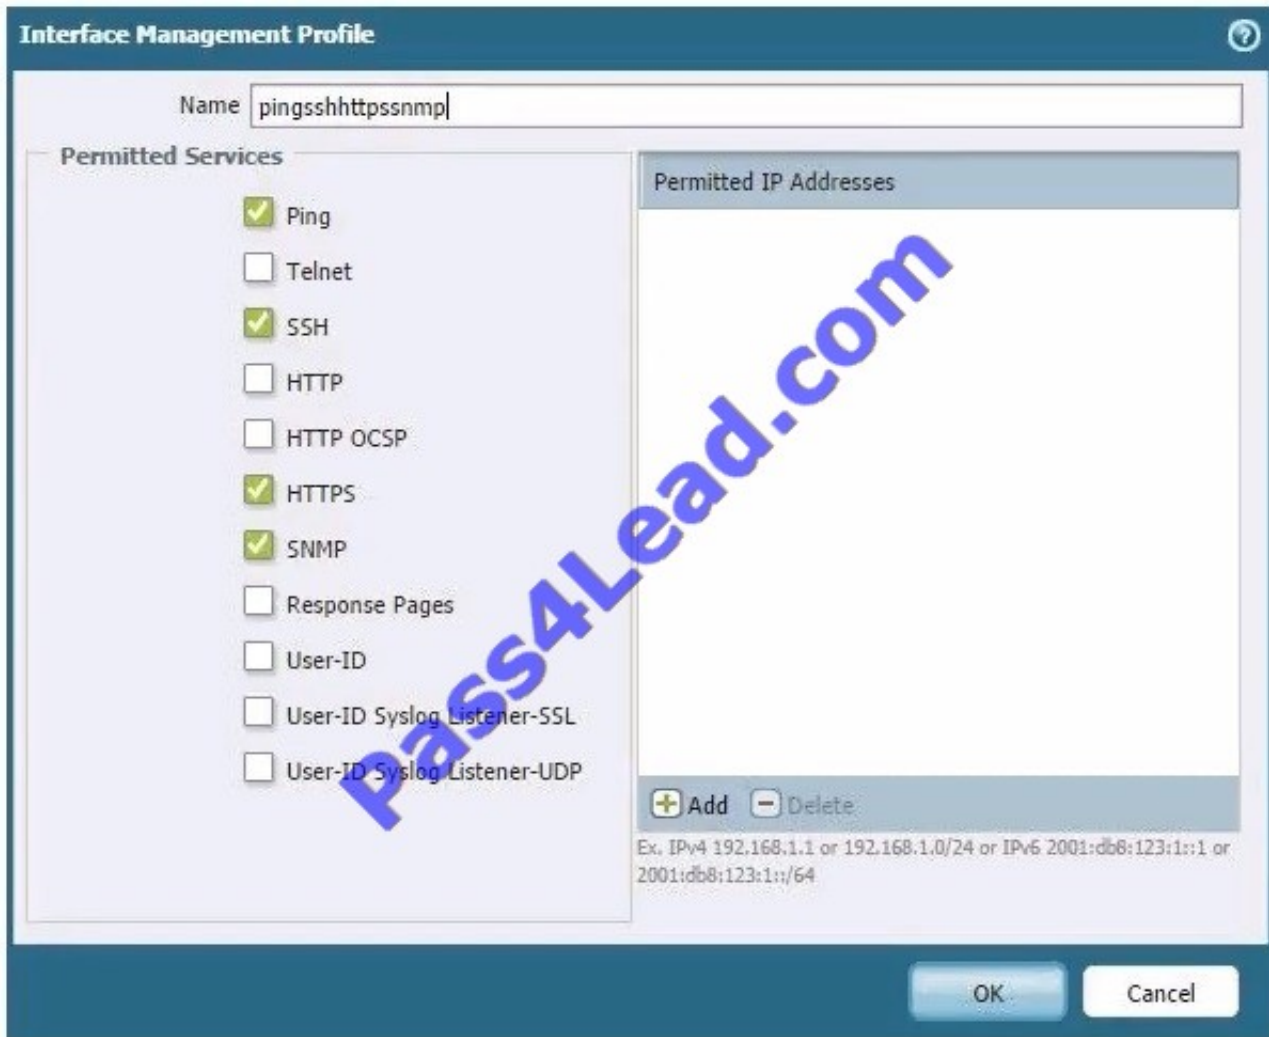 Interface Management Profile
Name pingsshhttpssnmp
Permitted Services
Ping
Telnet
SSH
HTTP
HTTP OCSP
HTTPS
SNMP
Response Pages
User-ID
User-ID Syslog Listener-SSL
User-ID Syslog Listener-UDP
Permitted IP Addresses
Add Delete
Ex. IPv4 192.168.1.1 or 192.168.1.0/24 or IPv6 2001:db8:123:1::1 or
2001:db8:123:1::/64
OK Cancel
Pass4Lead.com